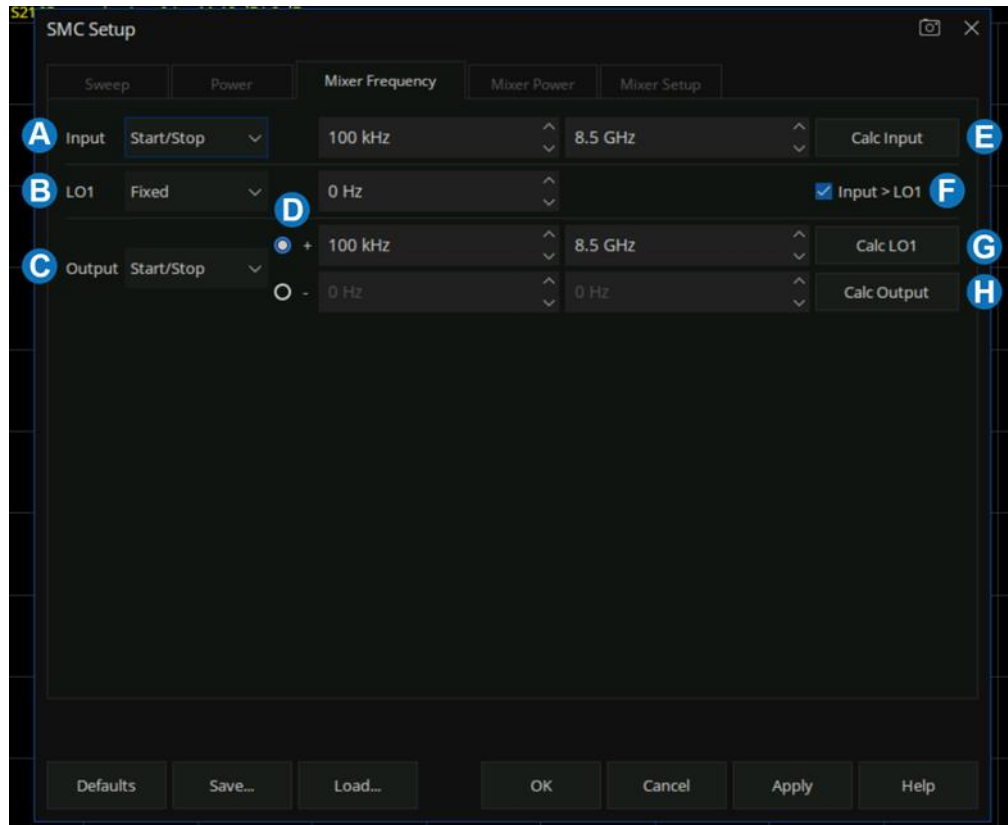 S21
SMC Setup
Sweep Power Mixer Frequency Mixer Power Mixer Setup
A Input Start/Stop 100 kHz 8.5 GHz Calc Input E
B LO1 Fixed 0 Hz Input > LO1 F
D
+ 100 kHz 8.5 GHz Calc LO1 G
C Output Start/Stop
- 0 Hz 0 Hz Calc Output H
Defaults Save... Load... OK Cancel Apply Help